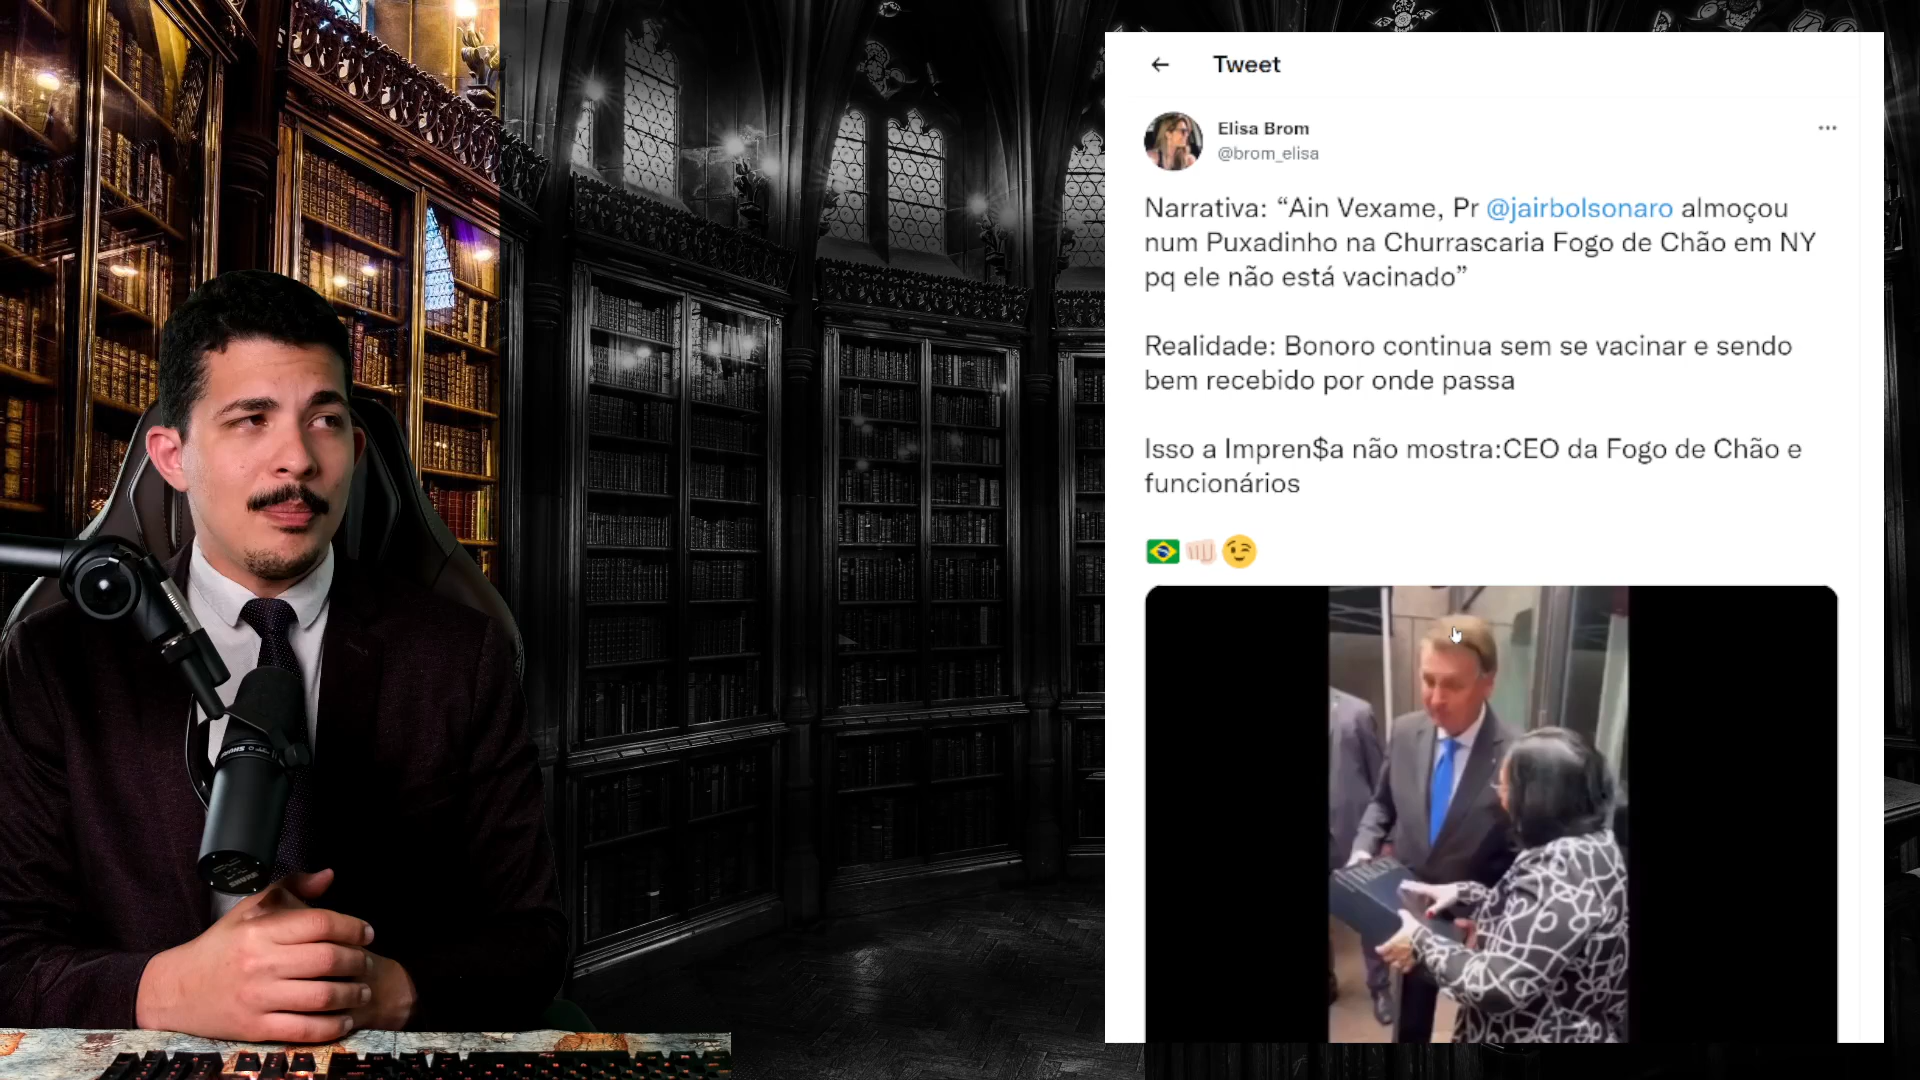 Tweet
Elisa Brom
@brom_elisa
Narrativa: “Ain Vexame, Pr @jairbolsonaro almoçou
num Puxadinho na Churrascaria Fogo de Chão em NY
pq ele não está vacinado”
Realidade: Bonoro continua sem se vacinar e sendo
bem recebido por onde passa
Isso a Impren$a não mostra:CEO da Fogo de Chão e
funcionários
🇧🇷👊🏻😉
SHURE